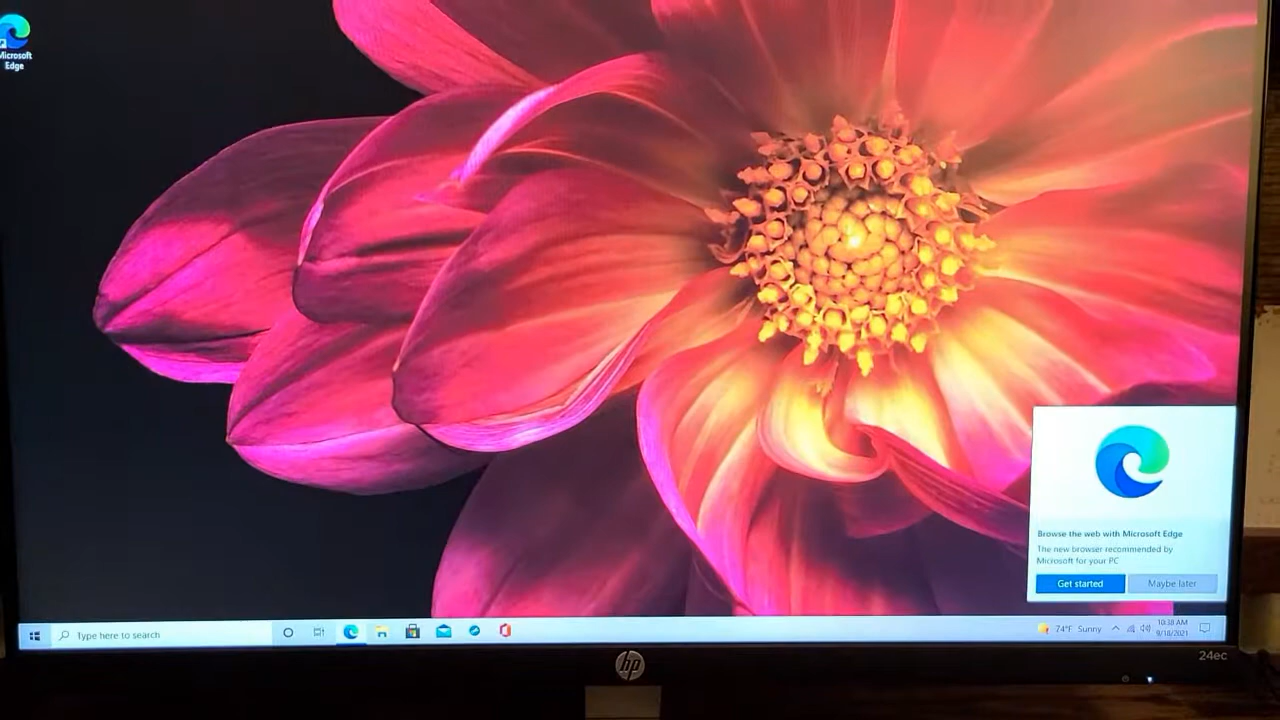 Microsoft
Edge
Browse the web with Microsoft Edge
The new browser recommended by
Microsoft for your PC
Get started
Maybe later
Type here to search
74°F Sunny
10:38 AM
9/18/2021
hp
24ec